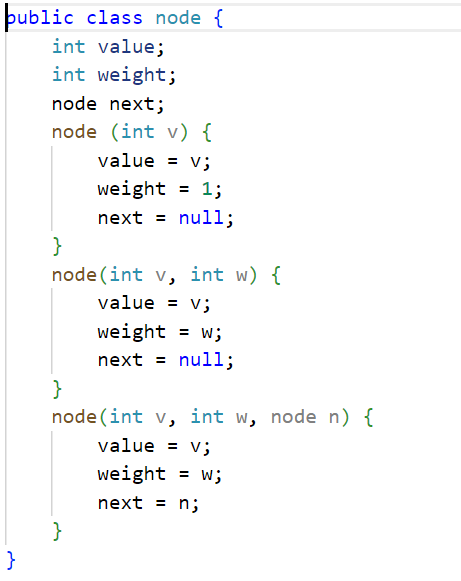 public class node {
    int value;
    int weight;
    node next;
    node (int v) {
        value = v;
        weight = 1;
        next = null;
    }
    node(int v, int w) {
        value = v;
        weight = w;
        next = null;
    }
    node(int v, int w, node n) {
        value = v;
        weight = w;
        next = n;
    }
}